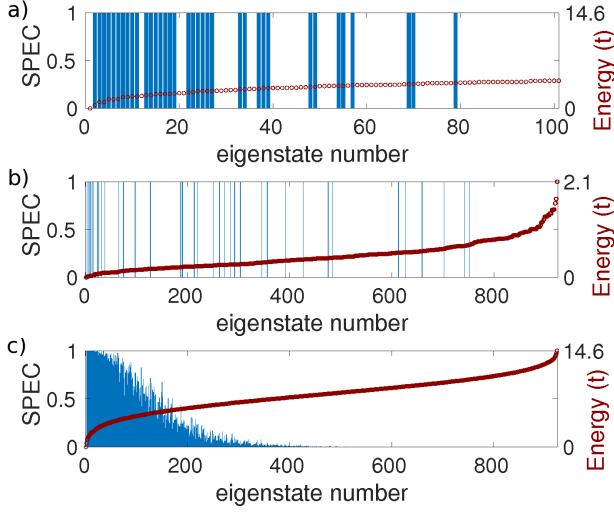 a)
1
14.6
SPEC
0.5
Energy (t)
0
0
0
20
40
60
80
100
eigenstate number
b)
1
2.1
SPEC
0.5
Energy (t)
0
0
0
200
400
600
800
eigenstate number
c)
1
14.6
SPEC
0.5
Energy (t)
0
0
0
200
400
600
800
eigenstate number